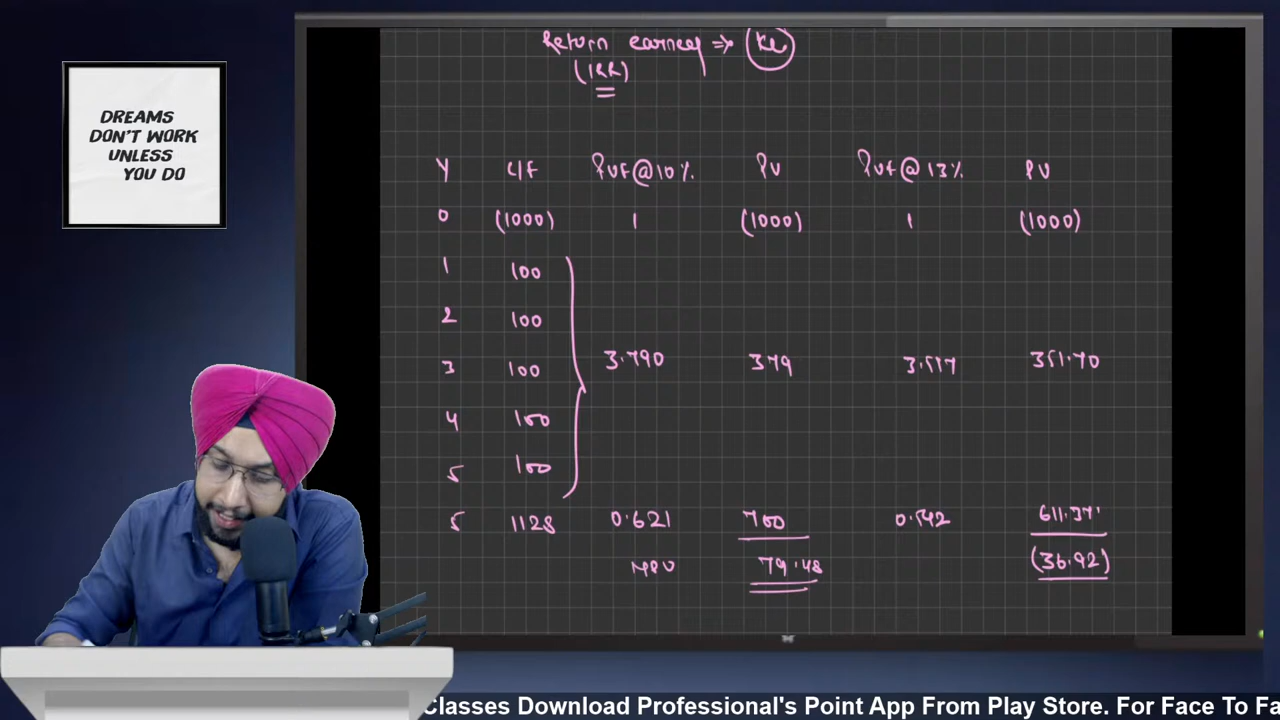 Return earned ⇒ (Ke)
(IRR)
DREAMS
DON'T WORK
UNLESS
YOU DO
Y C/F PVF@10% PV PVF@13% PV
0 (1000) 1 (1000) 1 (1000)
1 100
2 100
3 100 3.790 379 3.517 351.70
4 100
5 100
5 1128 0.621 700 0.542 611.37
NPV 79.48 (36.92)
Classes Download Professional's Point App From Play Store. For Face To Fa